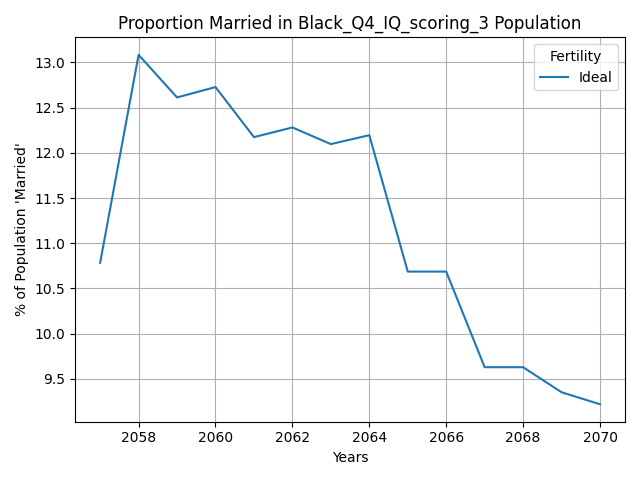 Proportion Married in Black_Q4_IQ_scoring_3 Population
Fertility
Ideal
13.0
12.5
12.0
11.5
11.0
10.5
10.0
9.5
% of Population 'Married'
2058 2060 2062 2064 2066 2068 2070
Years